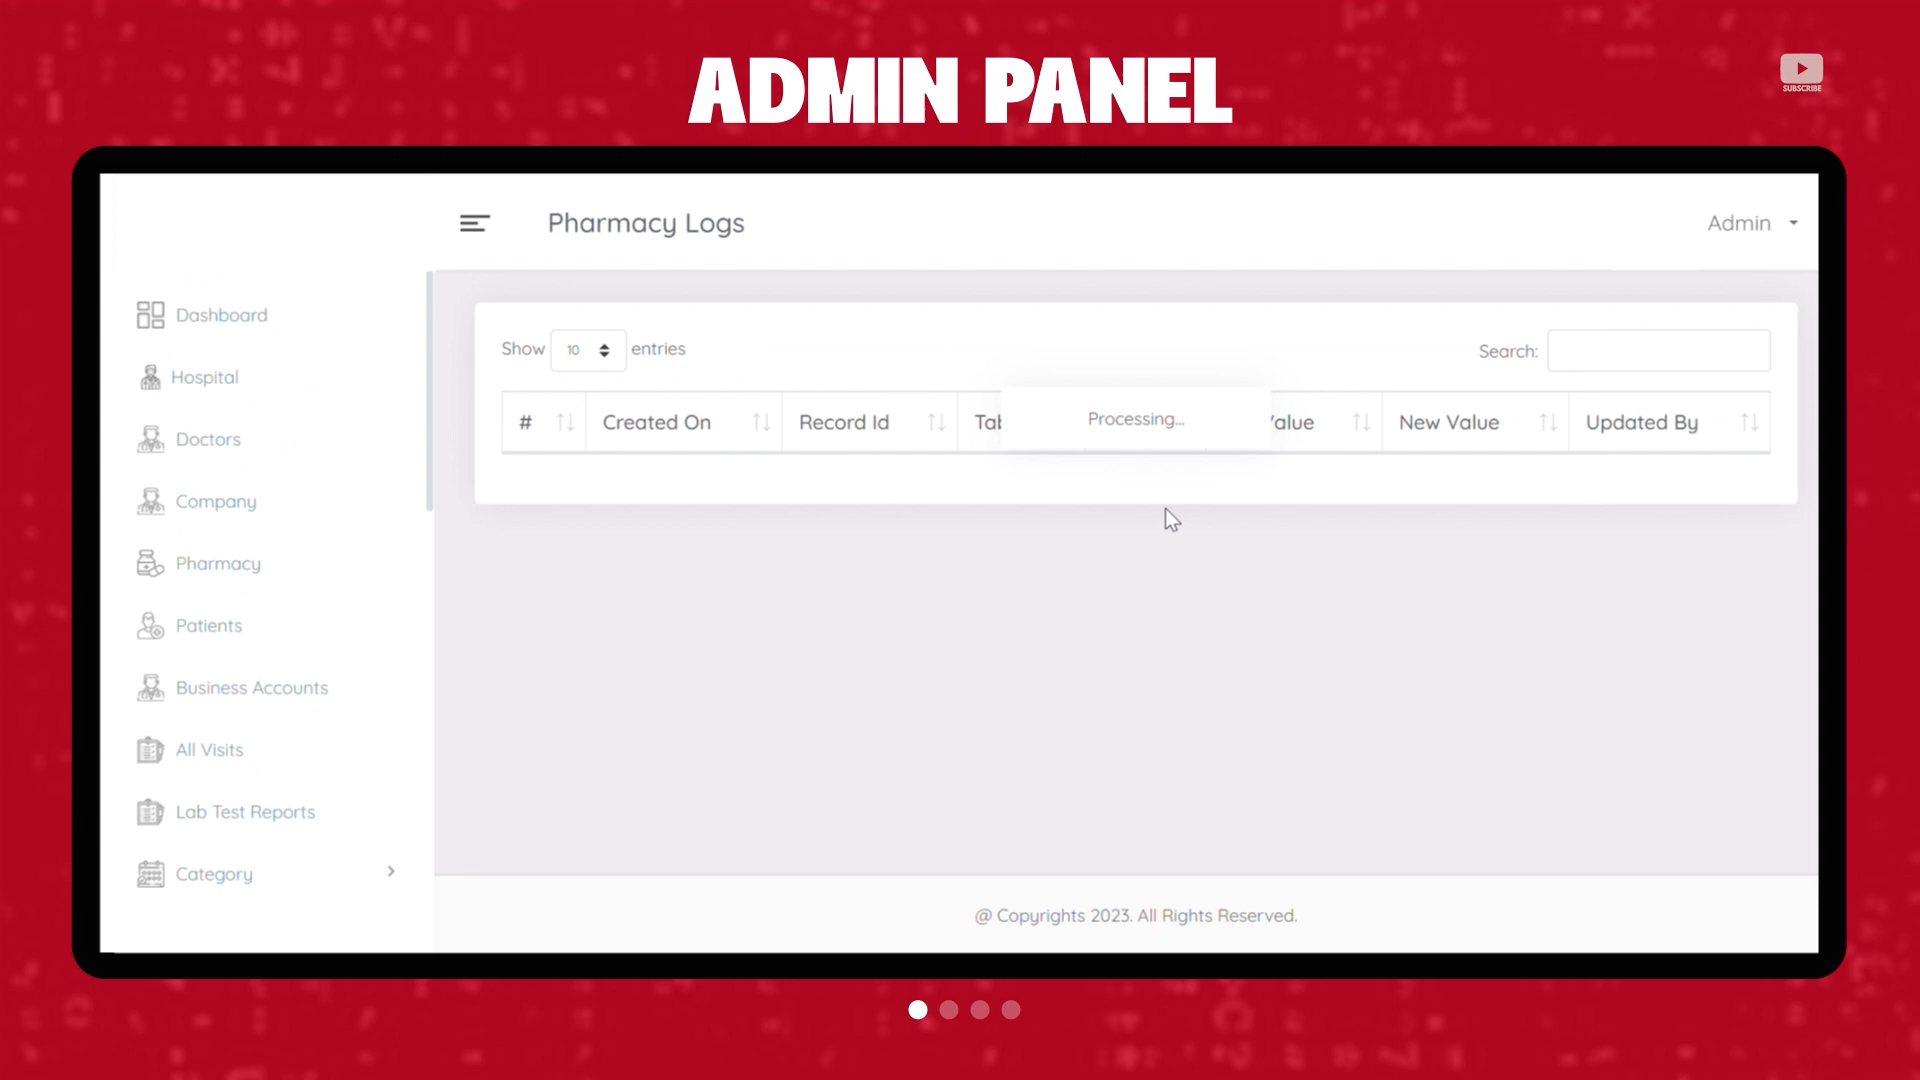 ADMIN PANEL
SUBSCRIBE
Pharmacy Logs
Admin
Dashboard
Hospital
Doctors
Company
Pharmacy
Patients
Business Accounts
All Visits
Lab Test Reports
Category
Show 10 entries
Search:
# Created On Record Id Tab Processing... Value New Value Updated By
@ Copyrights 2023. All Rights Reserved.